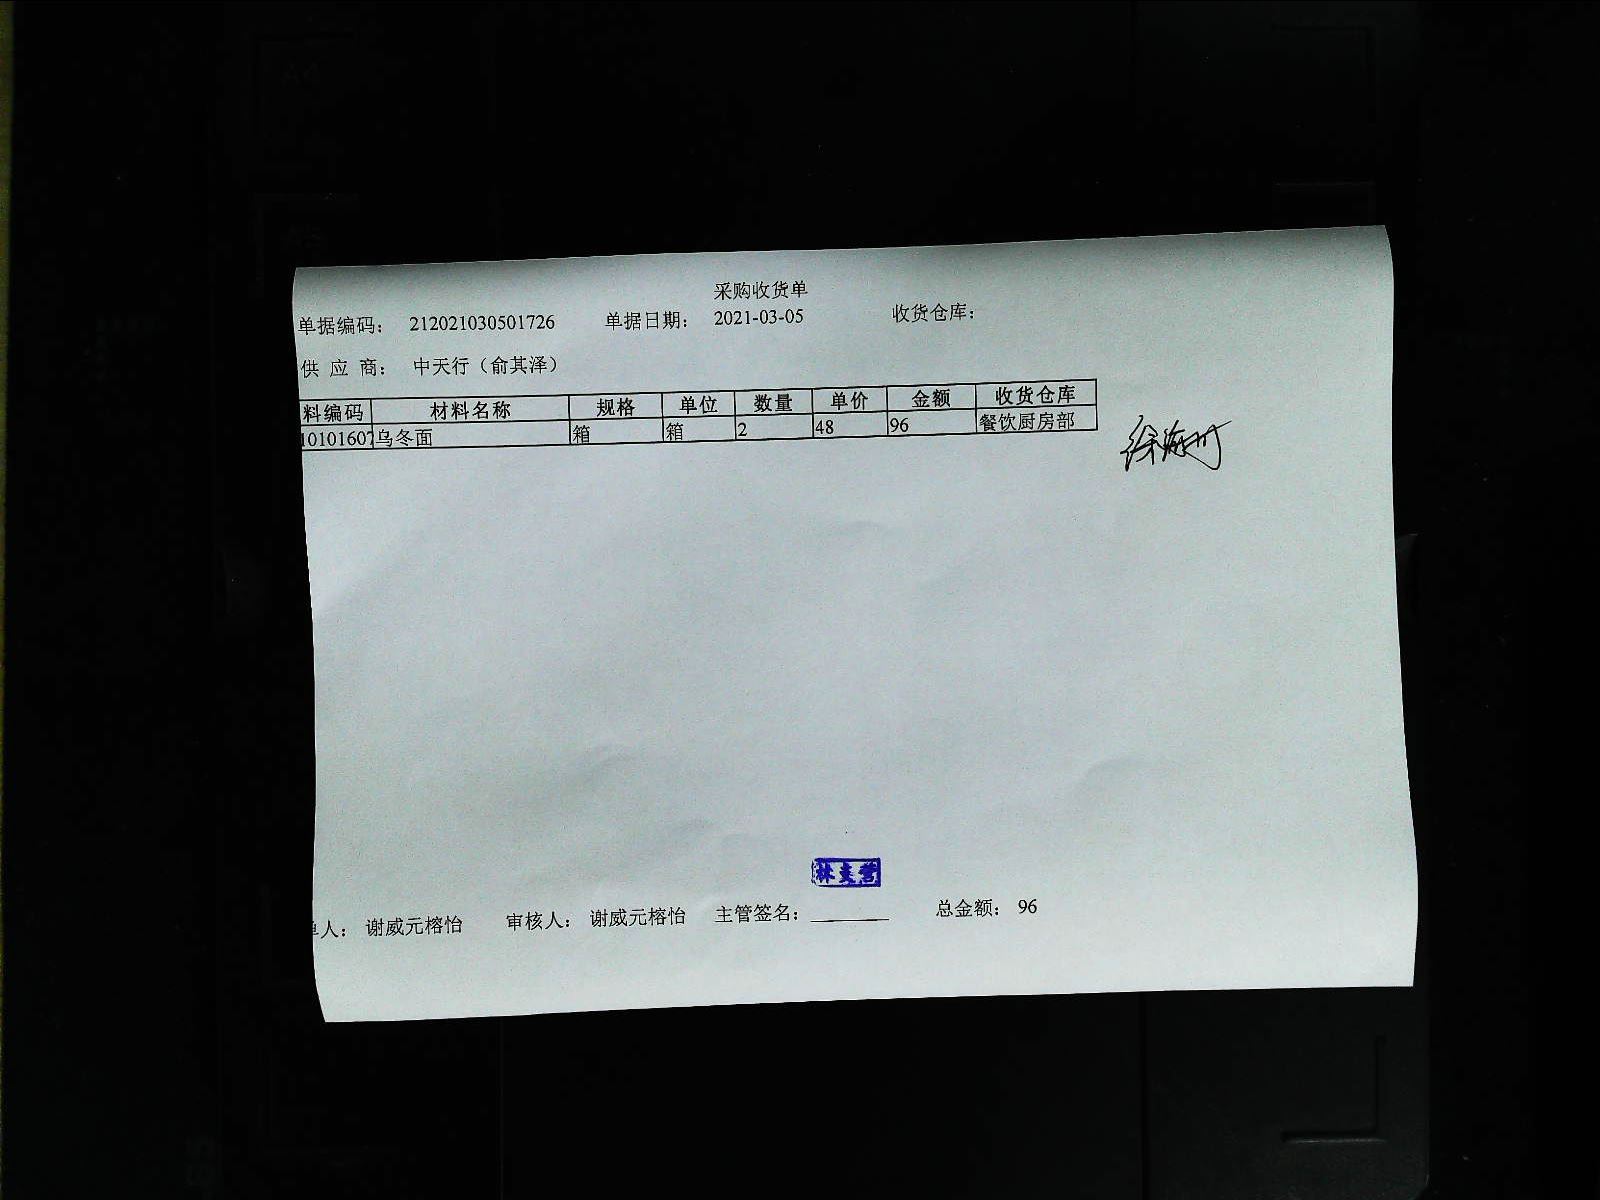 采购收货单
单据编码： 212021030501726 单据日期： 2021-03-05 收货仓库：
供 应 商： 中天行（俞其泽）
料编码 材料名称 规格 单位 数量 单价 金额 收货仓库
10101607 乌冬面 箱 箱 2 48 96 餐饮厨房部
单人： 谢威元榕怡 审核人： 谢威元榕怡 主管签名： 总金额： 96